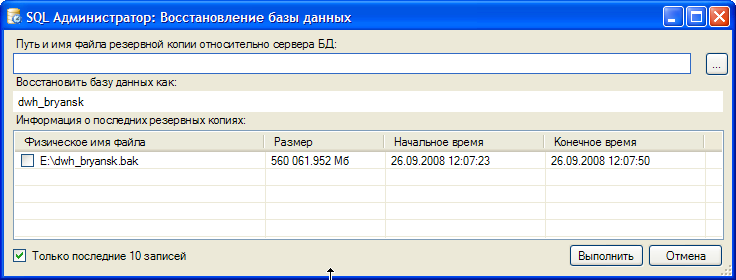 SQL Администратор: Восстановление базы данных
Путь и имя файла резервной копии относительно сервера БД:
...
Восстановить базу данных как:
dwh_bryansk
Информация о последних резервных копиях:
Физическое имя файла Размер Начальное время Конечное время
E:\dwh_bryansk.bak 560 061.952 Мб 26.09.2008 12:07:23 26.09.2008 12:07:50
Только последние 10 записей Выполнить Отмена